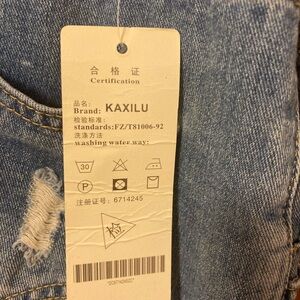 合格证
Certification
品名:
Brand: KAXILU
检验标准:
standards:FZ/T81006-92
洗涤方法
washing water way:
30
P
注册证号: 6714245
检